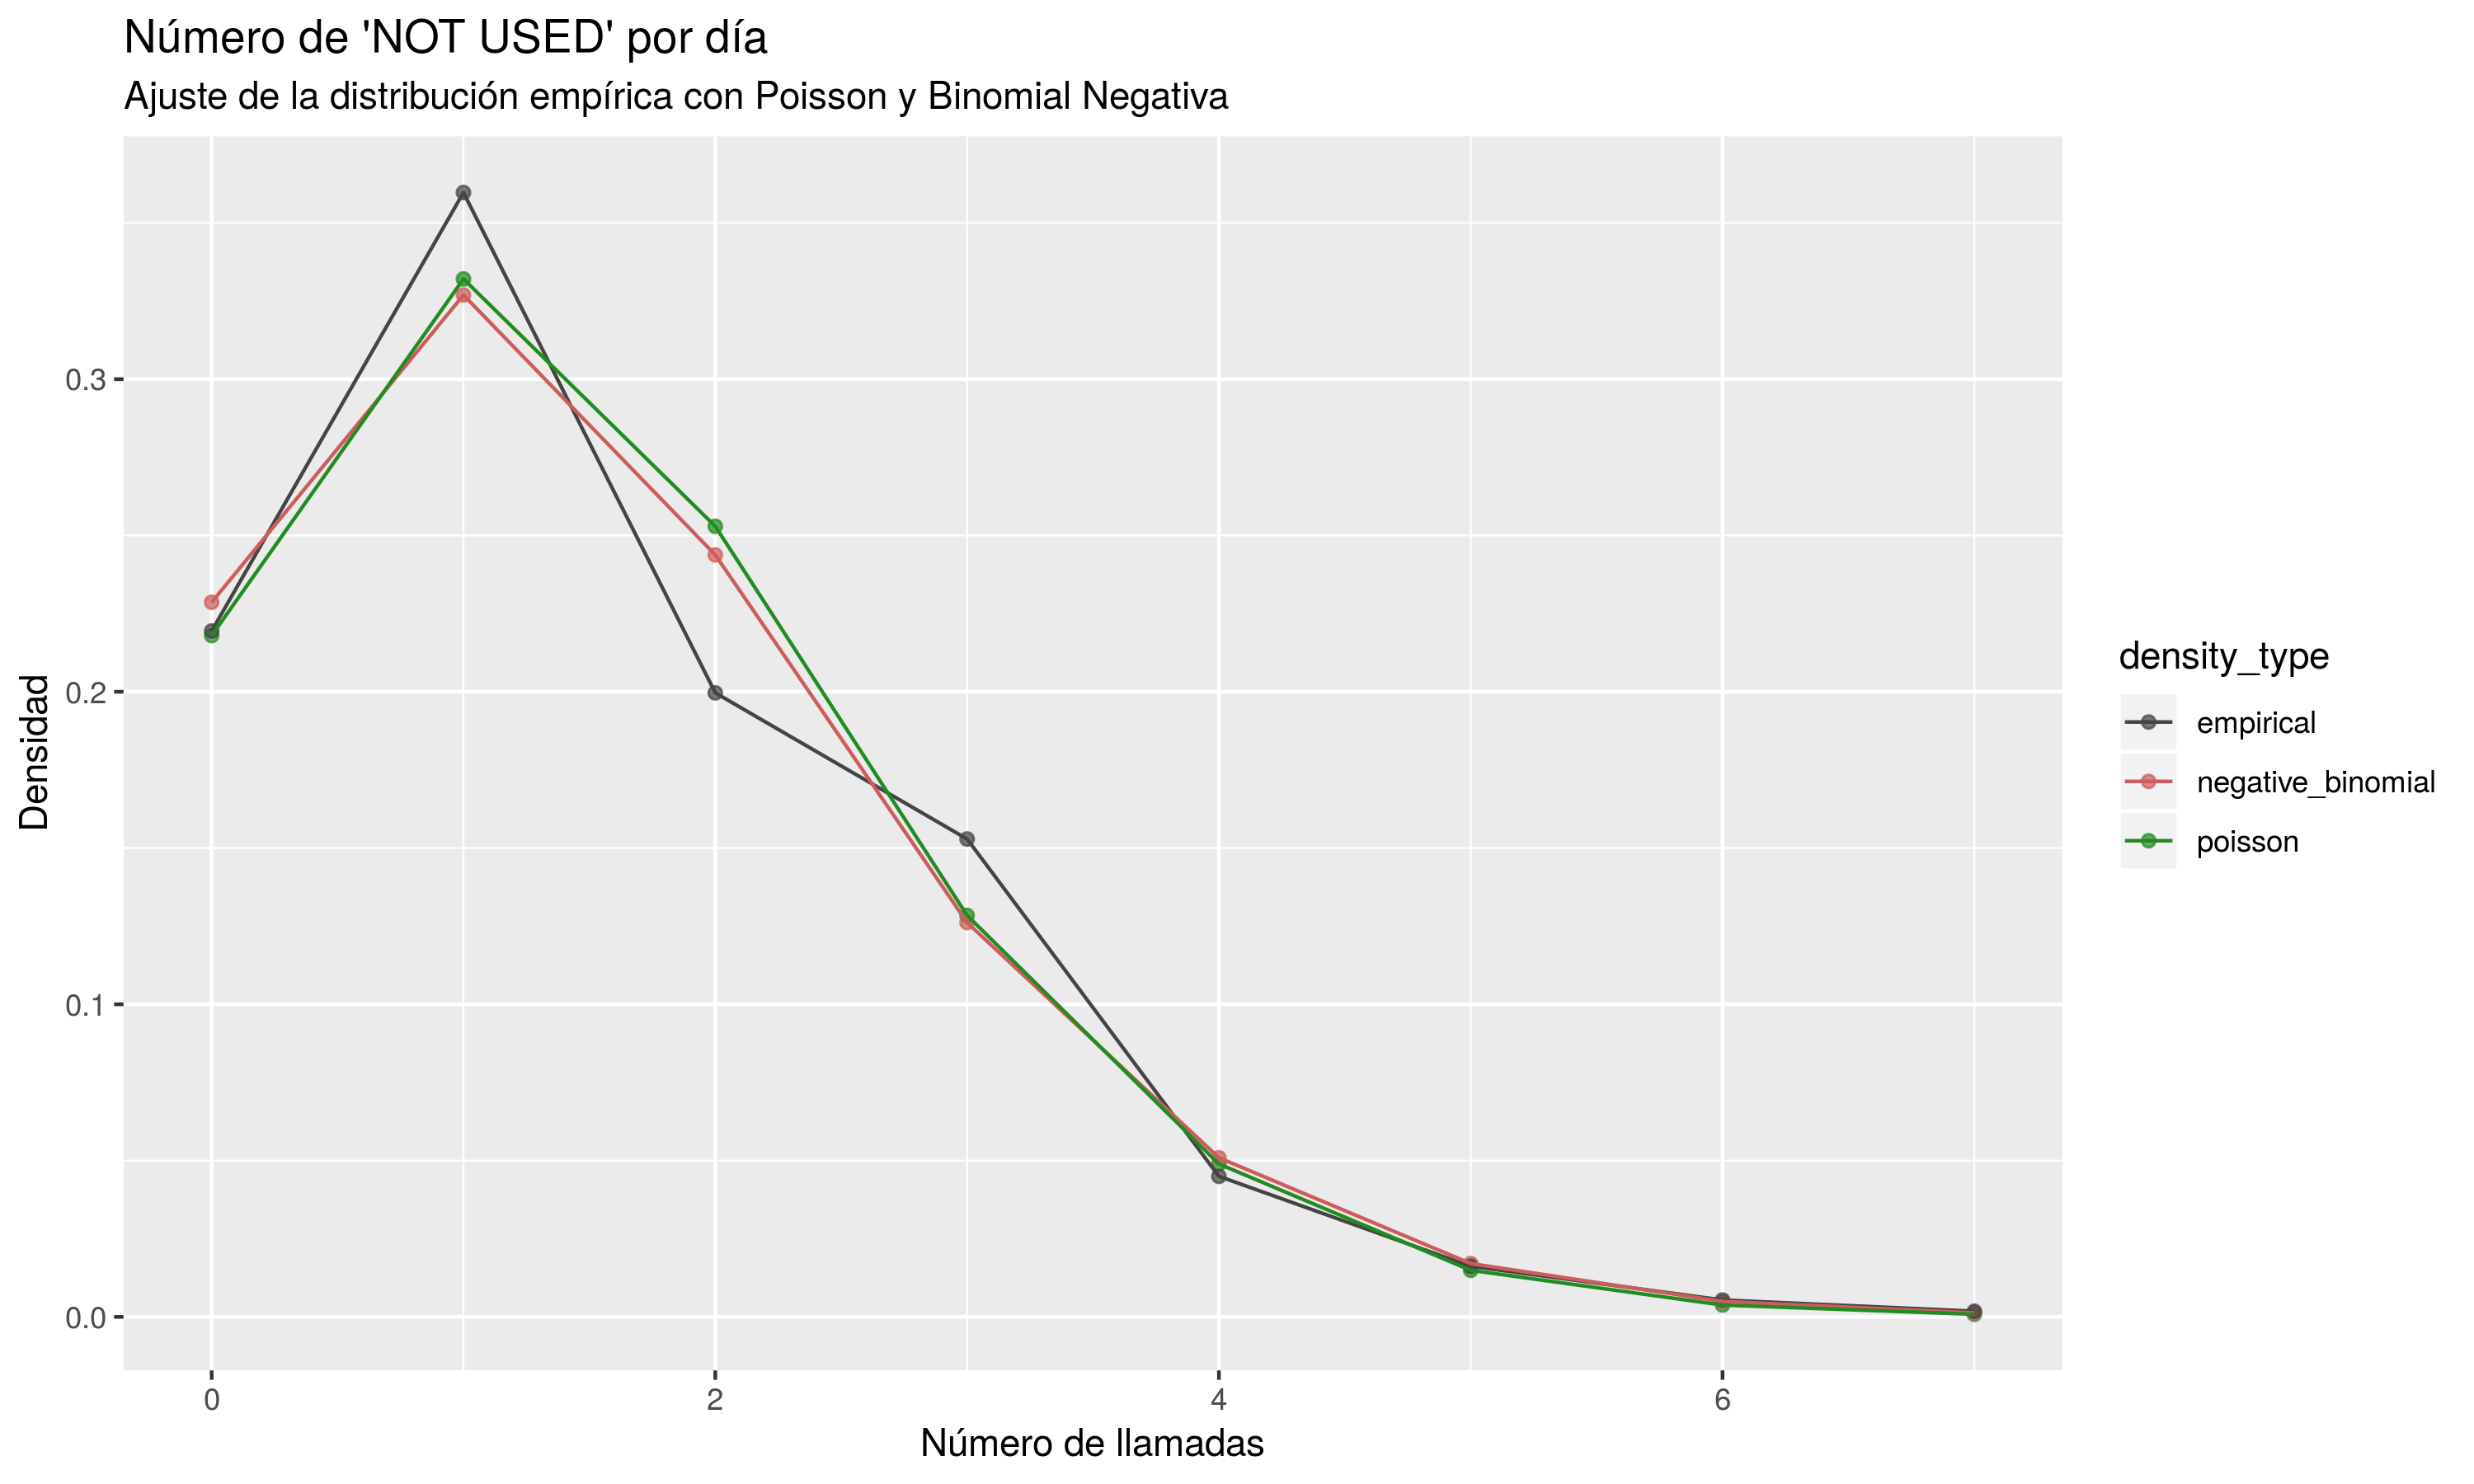 Número de 'NOT USED' por día
Ajuste de la distribución empírica con Poisson y Binomial Negativa
Densidad
0.3
0.2
0.1
0.0
0
2
4
6
Número de llamadas
density_type
empirical
negative_binomial
poisson